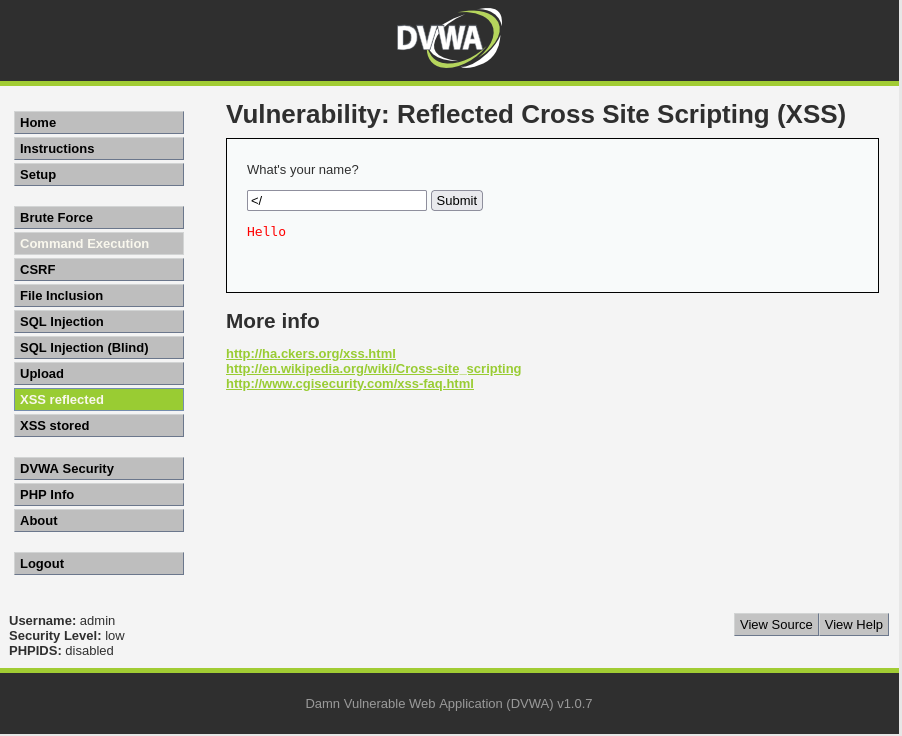 DVWA
Home
Instructions
Setup
Brute Force
Command Execution
CSRF
File Inclusion
SQL Injection
SQL Injection (Blind)
Upload
XSS reflected
XSS stored
DVWA Security
PHP Info
About
Logout
Vulnerability: Reflected Cross Site Scripting (XSS)
What's your name?
</ Submit
Hello
More info
http://ha.ckers.org/xss.html
http://en.wikipedia.org/wiki/Cross-site_scripting
http://www.cgisecurity.com/xss-faq.html
Username: admin
Security Level: low
PHPIDS: disabled
View Source View Help
Damn Vulnerable Web Application (DVWA) v1.0.7